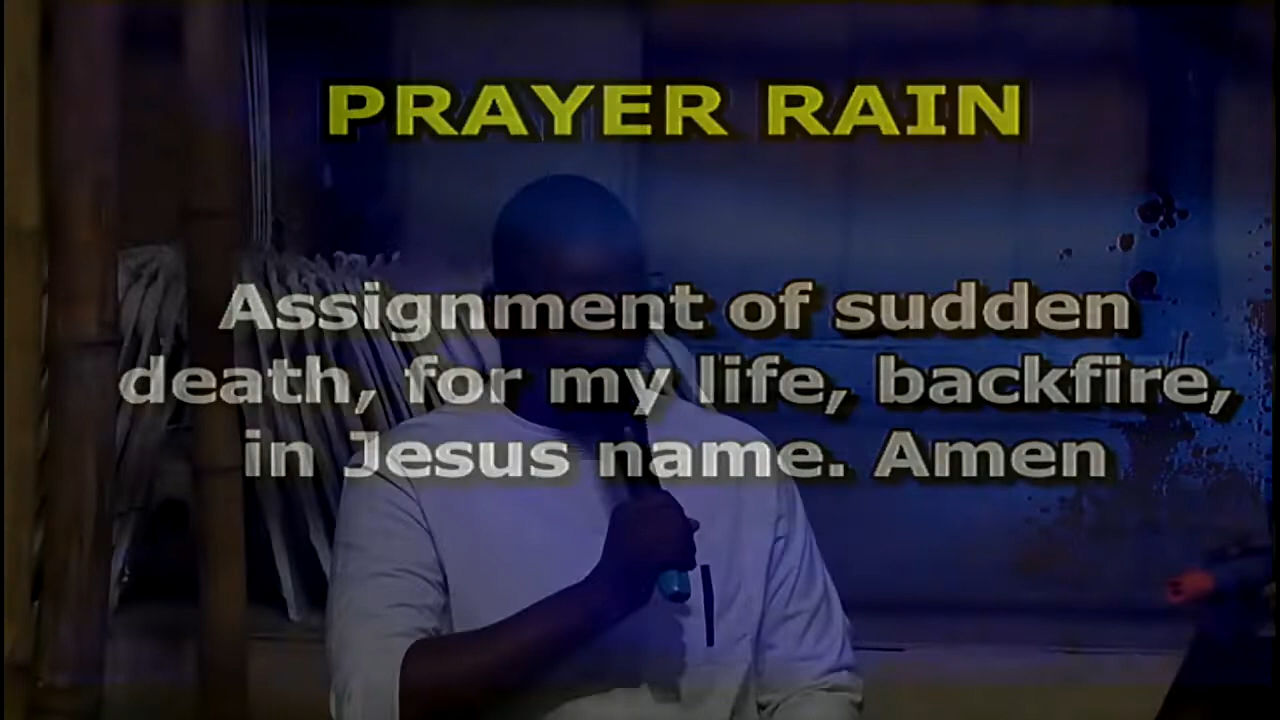 PRAYER RAIN
Assignment of sudden
death, for my life, backfire,
in Jesus name. Amen